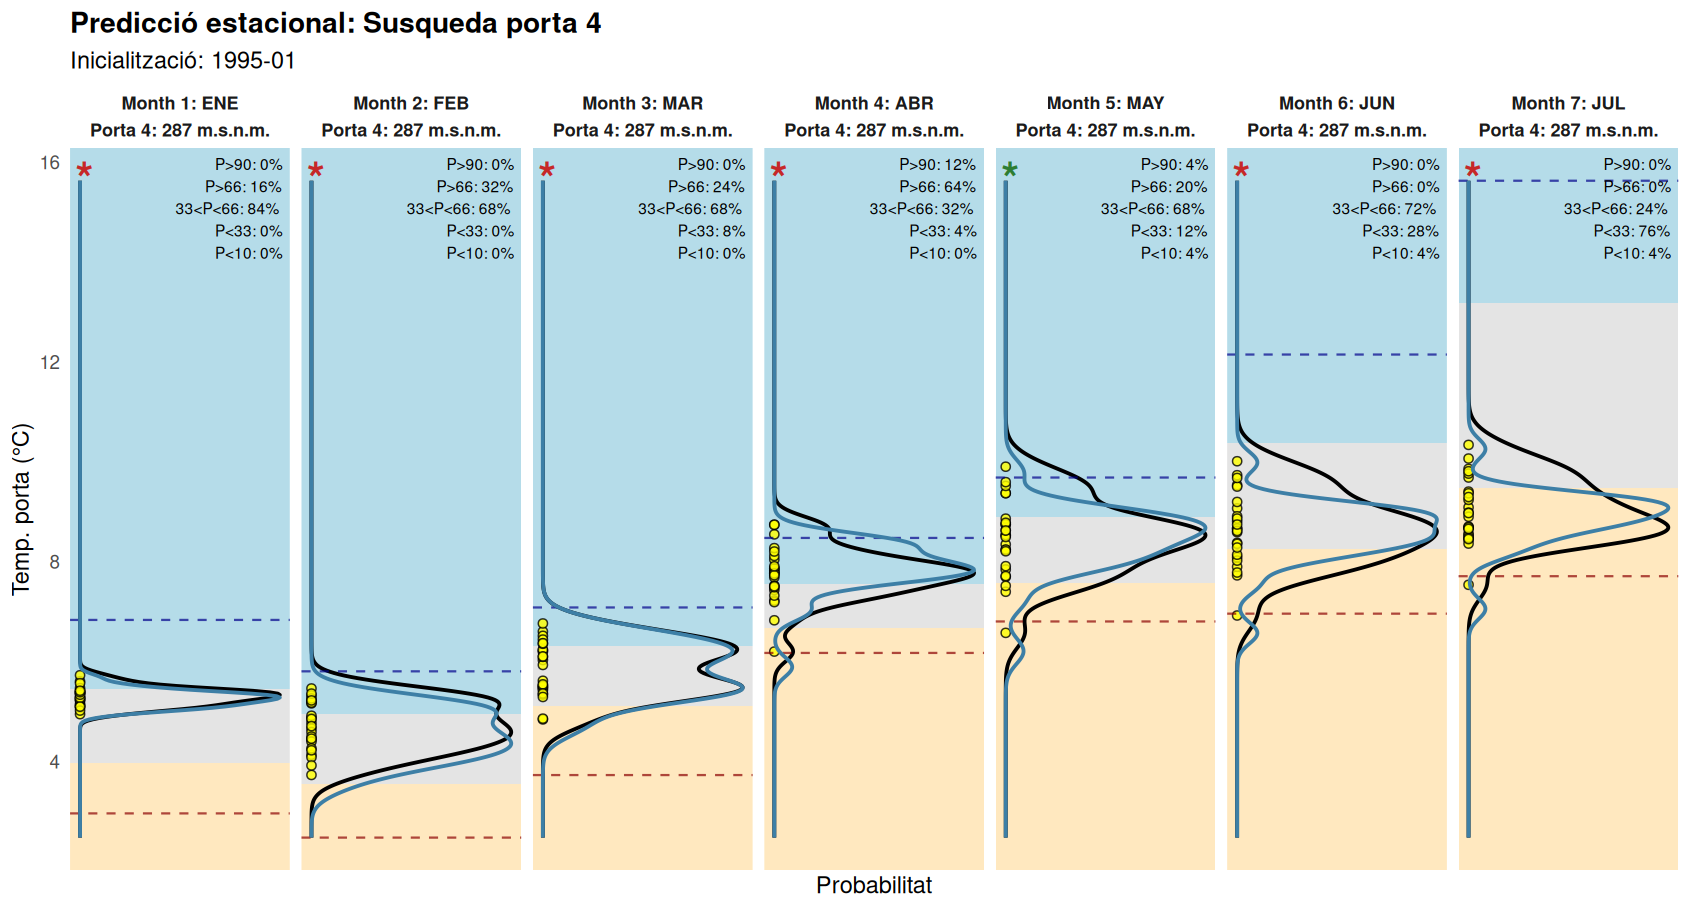 Predicció estacional: Susqueda porta 4
Inicialització: 1995-01
Month 1: ENE
Porta 4: 287 m.s.n.m.
Month 2: FEB
Porta 4: 287 m.s.n.m.
Month 3: MAR
Porta 4: 287 m.s.n.m.
Month 4: ABR
Porta 4: 287 m.s.n.m.
Month 5: MAY
Porta 4: 287 m.s.n.m.
Month 6: JUN
Porta 4: 287 m.s.n.m.
Month 7: JUL
Porta 4: 287 m.s.n.m.
*
P>90: 0%
P>66: 16%
33<P<66: 84%
P<33: 0%
P<10: 0%
*
P>90: 0%
P>66: 32%
33<P<66: 68%
P<33: 0%
P<10: 0%
*
P>90: 0%
P>66: 24%
33<P<66: 68%
P<33: 8%
P<10: 0%
*
P>90: 12%
P>66: 64%
33<P<66: 32%
P<33: 4%
P<10: 0%
*
P>90: 4%
P>66: 20%
33<P<66: 68%
P<33: 12%
P<10: 4%
*
P>90: 0%
P>66: 0%
33<P<66: 72%
P<33: 28%
P<10: 4%
*
P>90: 0%
P>66: 0%
33<P<66: 24%
P<33: 76%
P<10: 4%
16
12
8
4
Temp. porta (°C)
Probabilitat